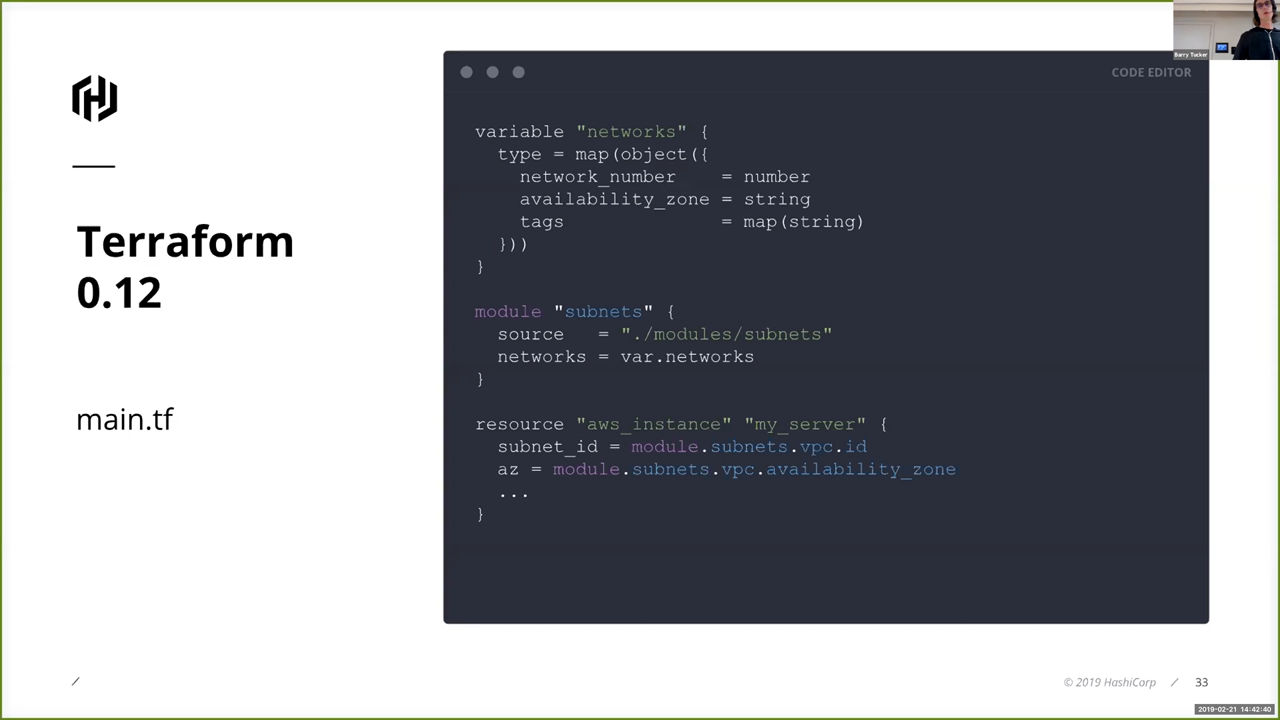 Barry Tucker
CODE EDITOR
Terraform
0.12
main.tf
variable "networks" {
  type = map(object({
    network_number    = number
    availability_zone = string
    tags              = map(string)
  }))
}
module "subnets" {
  source   = "./modules/subnets"
  networks = var.networks
}
resource "aws_instance" "my_server" {
  subnet_id = module.subnets.vpc.id
  az = module.subnets.vpc.availability_zone
  ...
}
/
© 2019 HashiCorp / 33
2019-02-21 14:42:40